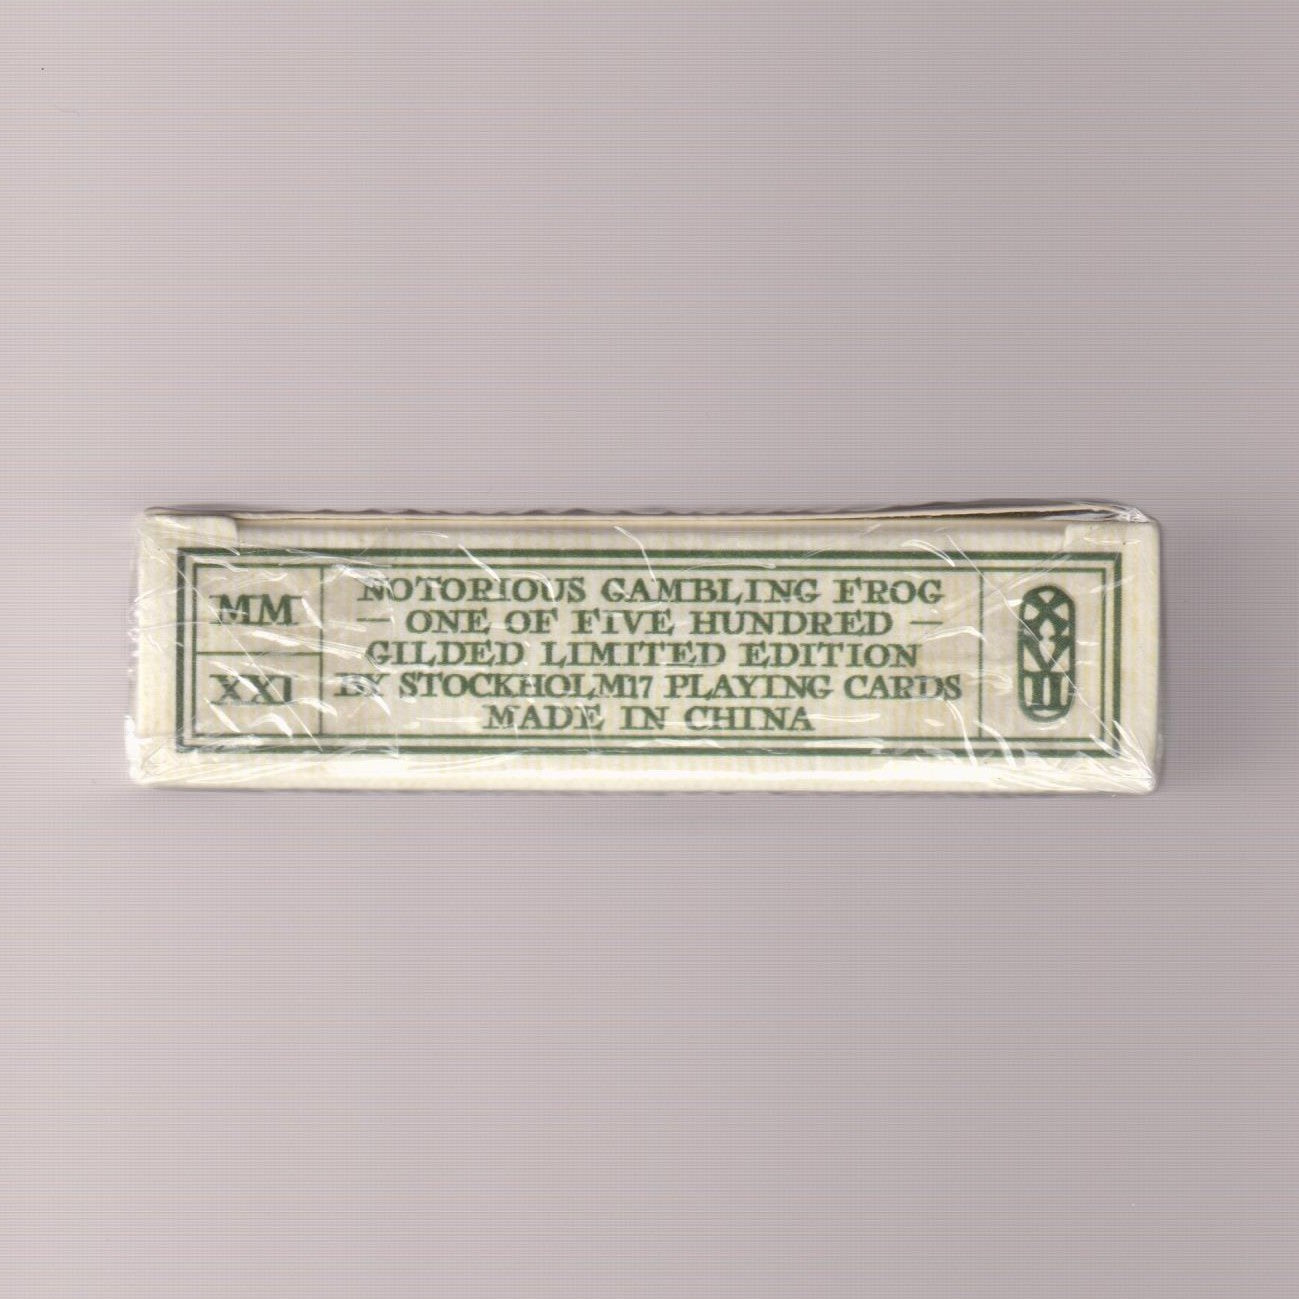 MM
XXI
NOTORIOUS GAMBLING FROG
— ONE OF FIVE HUNDRED —
GILDED LIMITED EDITION
BY STOCKHOLM17 PLAYING CARDS
MADE IN CHINA
XVII